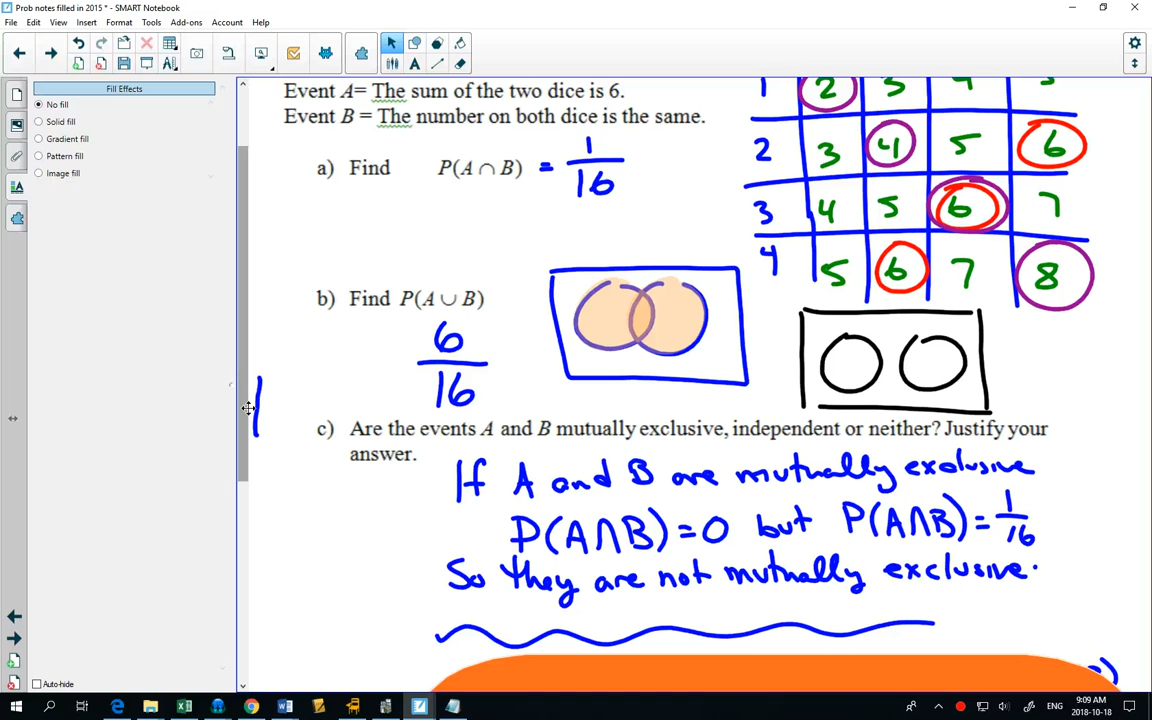 Prob notes filled in 2015 * - SMART Notebook
File Edit View Insert Format Tools Add-ons Account Help
Fill Effects
No fill
Solid fill
Gradient fill
Pattern fill
Image fill
Auto-hide
Event A= The sum of the two dice is 6.
Event B = The number on both dice is the same.
a) Find P(A ∩ B) = 1/16
1 2 3 4 5
2 3 4 5 6
3 4 5 6 7
4 5 6 7 8
b) Find P(A ∪ B)
6/16
c) Are the events A and B mutually exclusive, independent or neither? Justify your
answer.
If A and B are mutually exclusive
P(A∩B)=0 but P(A∩B)=1/16
So they are not mutually exclusive.
ENG
9:09 AM
2018-10-18